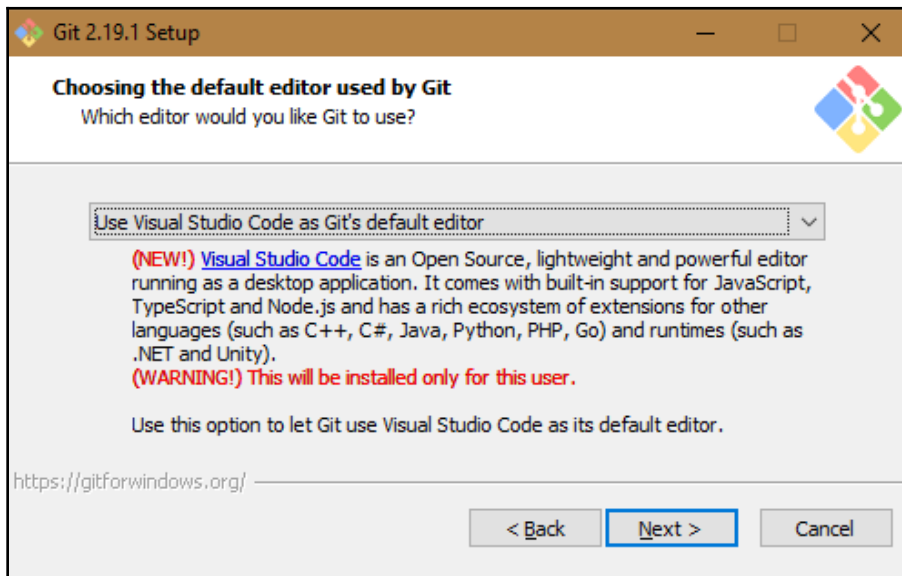 Git 2.19.1 Setup
Choosing the default editor used by Git
Which editor would you like Git to use?
Use Visual Studio Code as Git's default editor
(NEW!) Visual Studio Code is an Open Source, lightweight and powerful editor
running as a desktop application. It comes with built-in support for JavaScript,
TypeScript and Node.js and has a rich ecosystem of extensions for other
languages (such as C++, C#, Java, Python, PHP, Go) and runtimes (such as
.NET and Unity).
(WARNING!) This will be installed only for this user.
Use this option to let Git use Visual Studio Code as its default editor.
https://gitforwindows.org/
< Back
Next >
Cancel